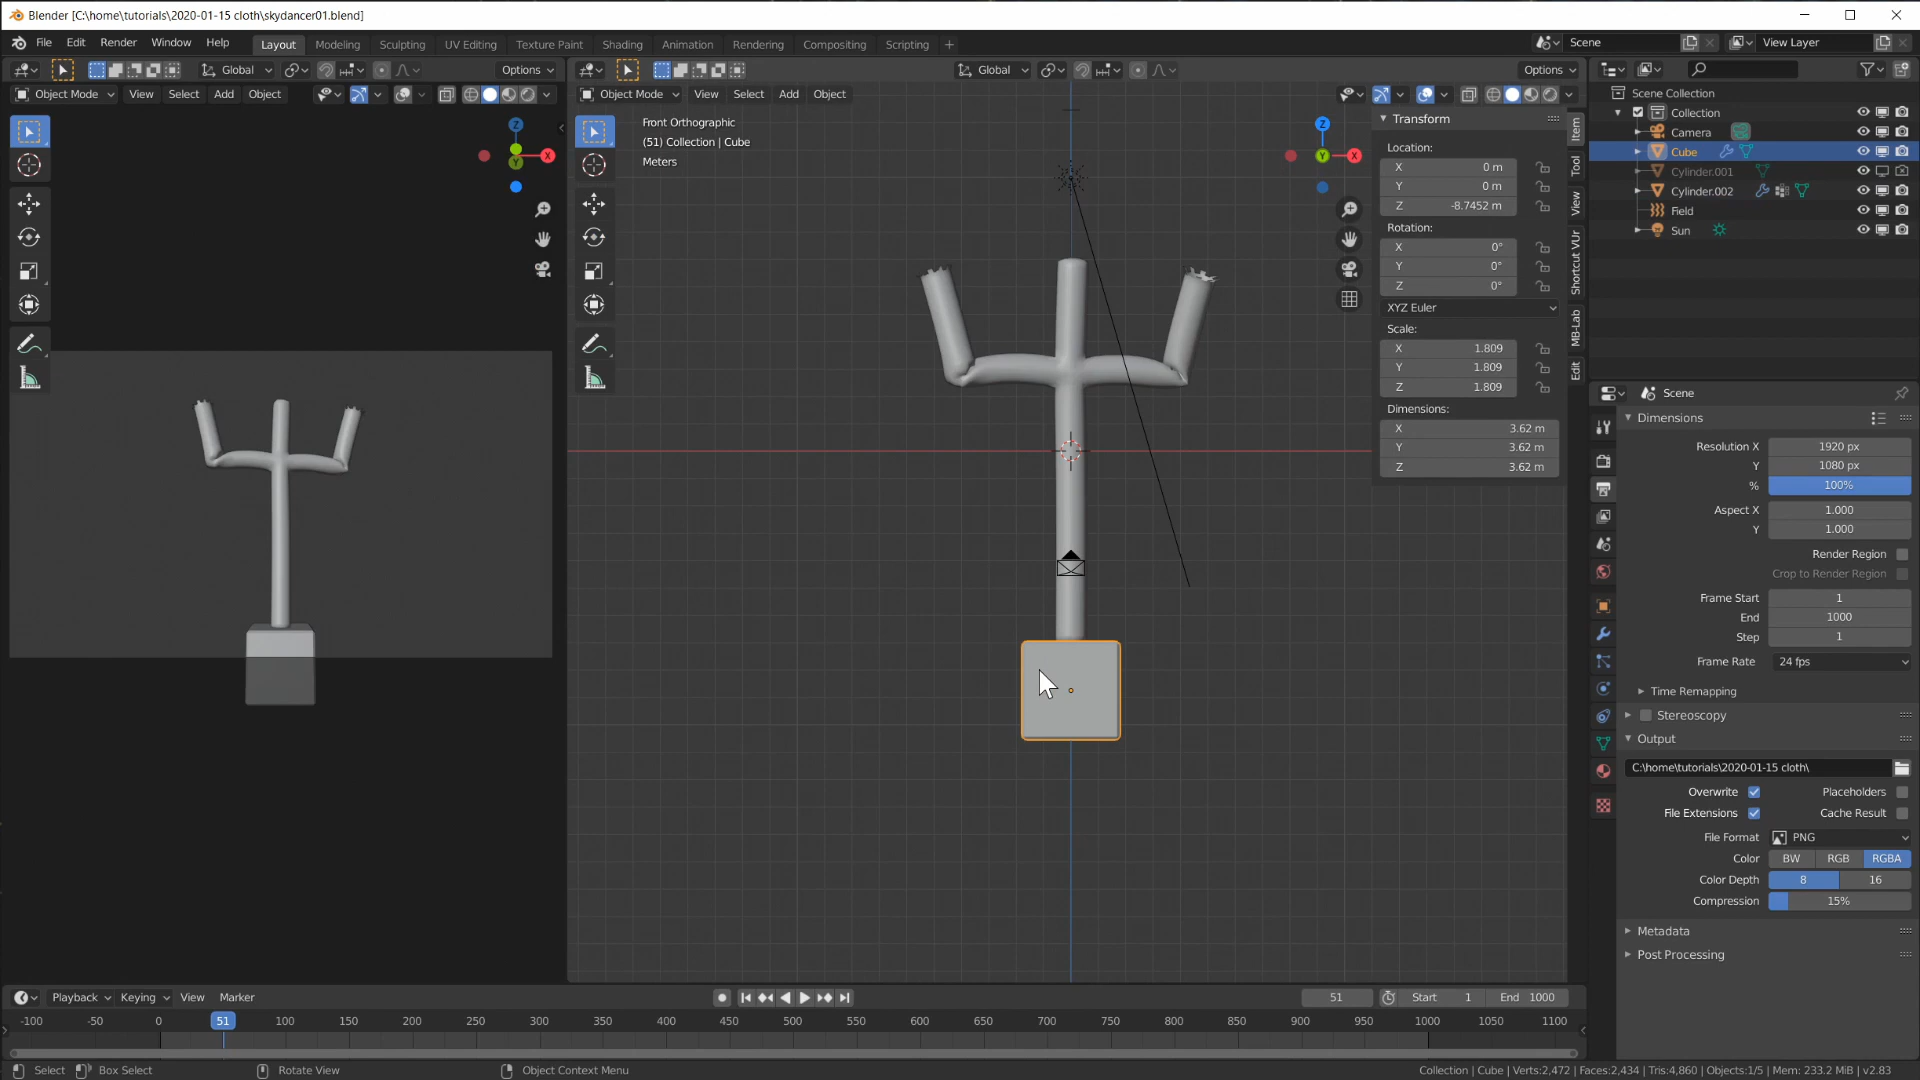 Blender [C:\home\tutorials\2020-01-15 cloth\skydancer01.blend]
File Edit Render Window Help Layout Modeling Sculpting UV Editing Texture Paint Shading Animation Rendering Compositing Scripting + Scene View Layer
Global Options Global Options
Object Mode View Select Add Object Object Mode View Select Add Object
Scene Collection
Collection
Camera
Cube
Cylinder.001
Cylinder.002
Field
Sun
Z
Y
X
Front Orthographic
(51) Collection | Cube
Meters
Z
Y
X
Transform
Location:
X 0 m
Y 0 m
Z -8.7452 m
Rotation:
X 0°
Y 0°
Z 0°
XYZ Euler
Scale:
X 1.809
Y 1.809
Z 1.809
Dimensions:
X 3.62 m
Y 3.62 m
Z 3.62 m
Item
Tool
View
Shortcut VUr
MB-Lab
Edit
Scene
Dimensions
Resolution X 1920 px
Y 1080 px
% 100%
Aspect X 1.000
Y 1.000
Render Region
Crop to Render Region
Frame Start 1
End 1000
Step 1
Frame Rate 24 fps
Time Remapping
Stereoscopy
Output
C:\home\tutorials\2020-01-15 cloth\
Overwrite Placeholders
File Extensions Cache Result
File Format PNG
Color BW RGB RGBA
Color Depth 8 16
Compression 15%
Metadata
Post Processing
Playback Keying View Marker 51 Start 1 End 1000
-100 -50 0 51 100 150 200 250 300 350 400 450 500 550 600 650 700 750 800 850 900 950 1000 1050 1100
Select Box Select Rotate View Object Context Menu Collection | Cube | Verts:2,472 | Faces:2,434 | Tris:4,860 | Objects:1/5 | Mem: 233.2 MiB | v2.83